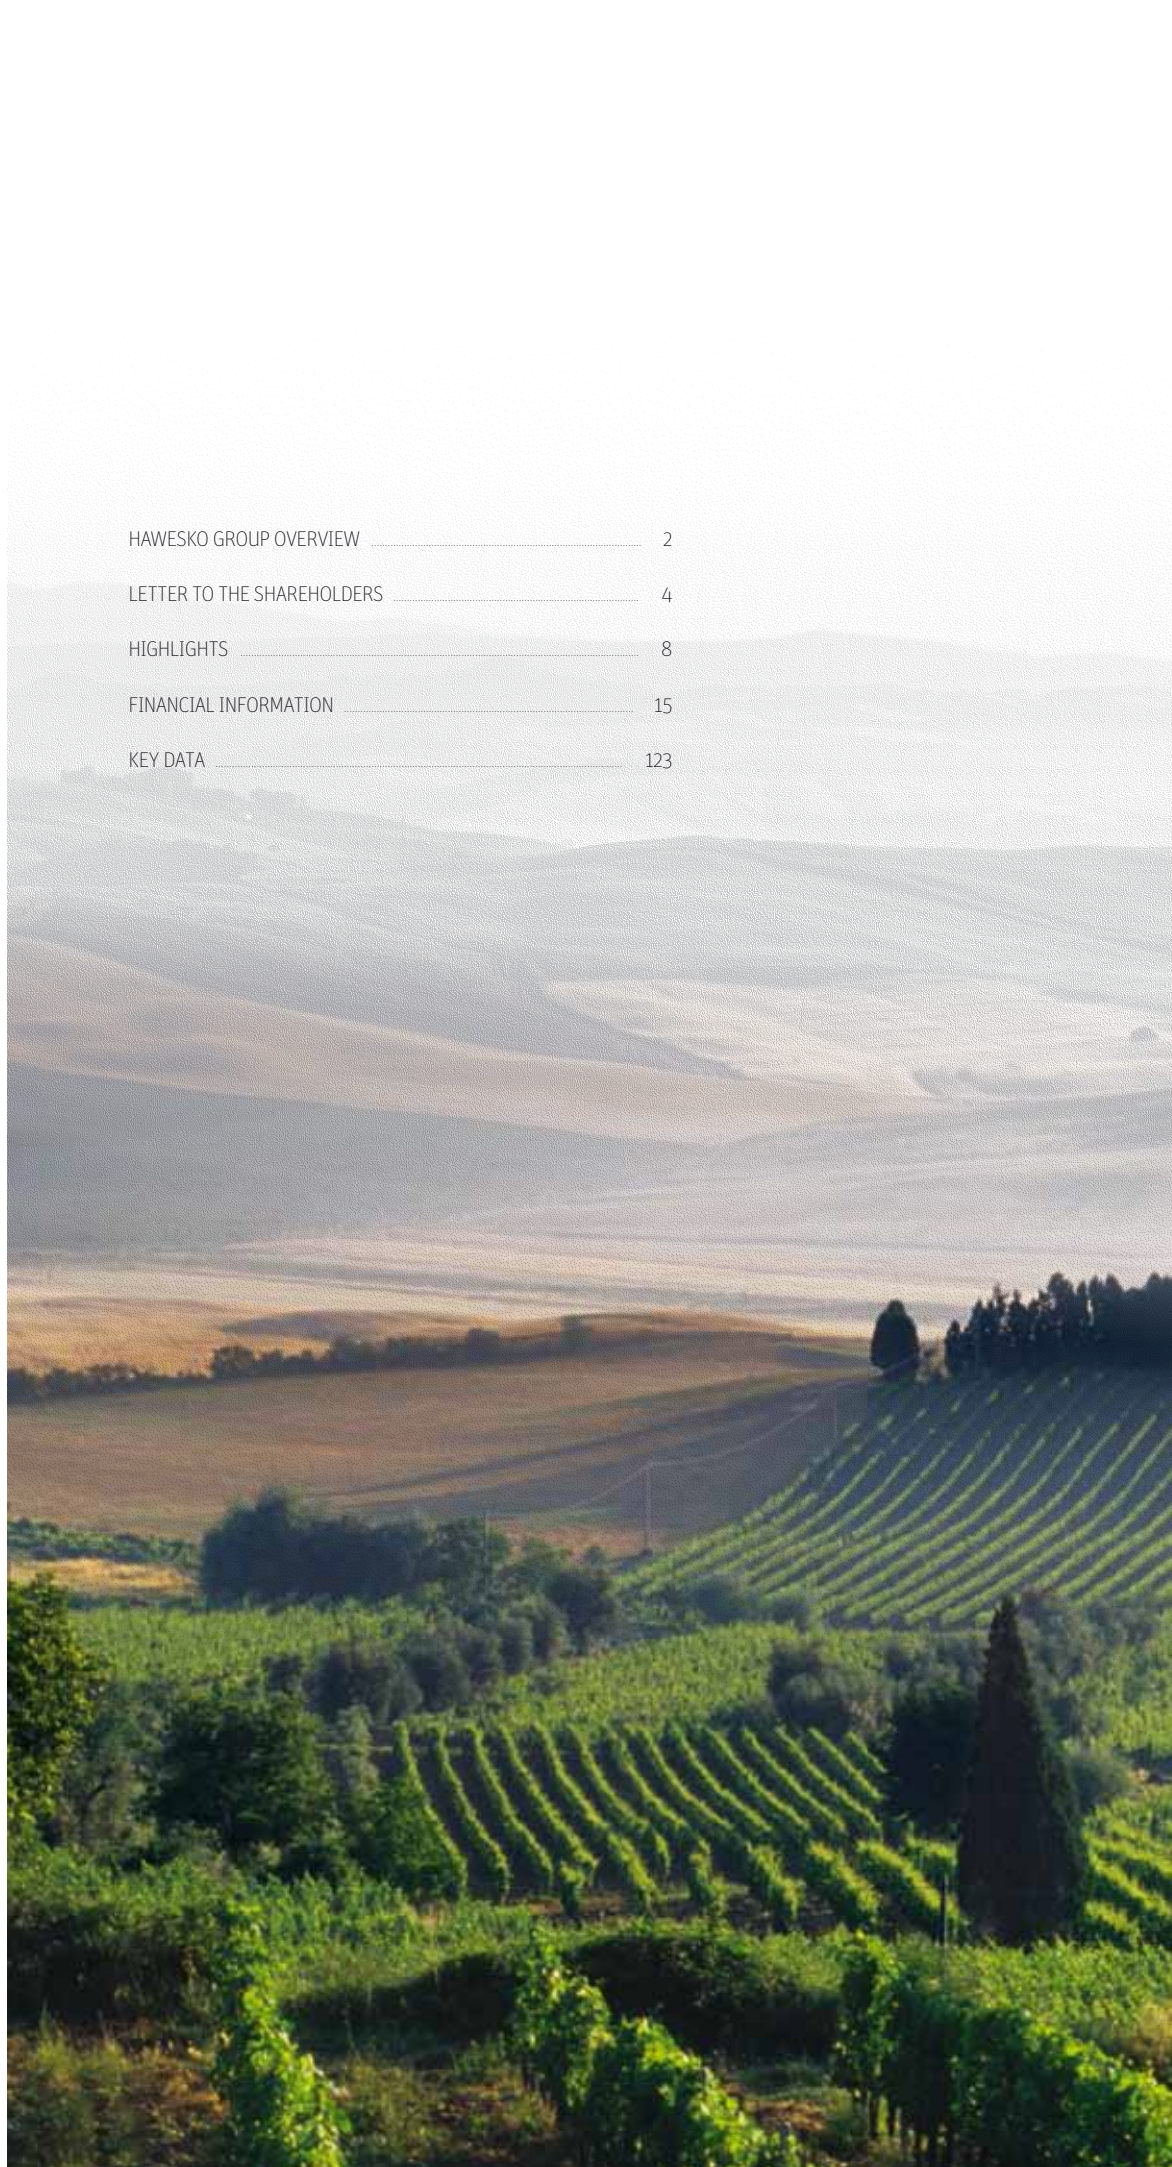 HAWESKO GROUP OVERVIEW 2
LETTER TO THE SHAREHOLDERS 4
HIGHLIGHTS 8
FINANCIAL INFORMATION 15
KEY DATA 123